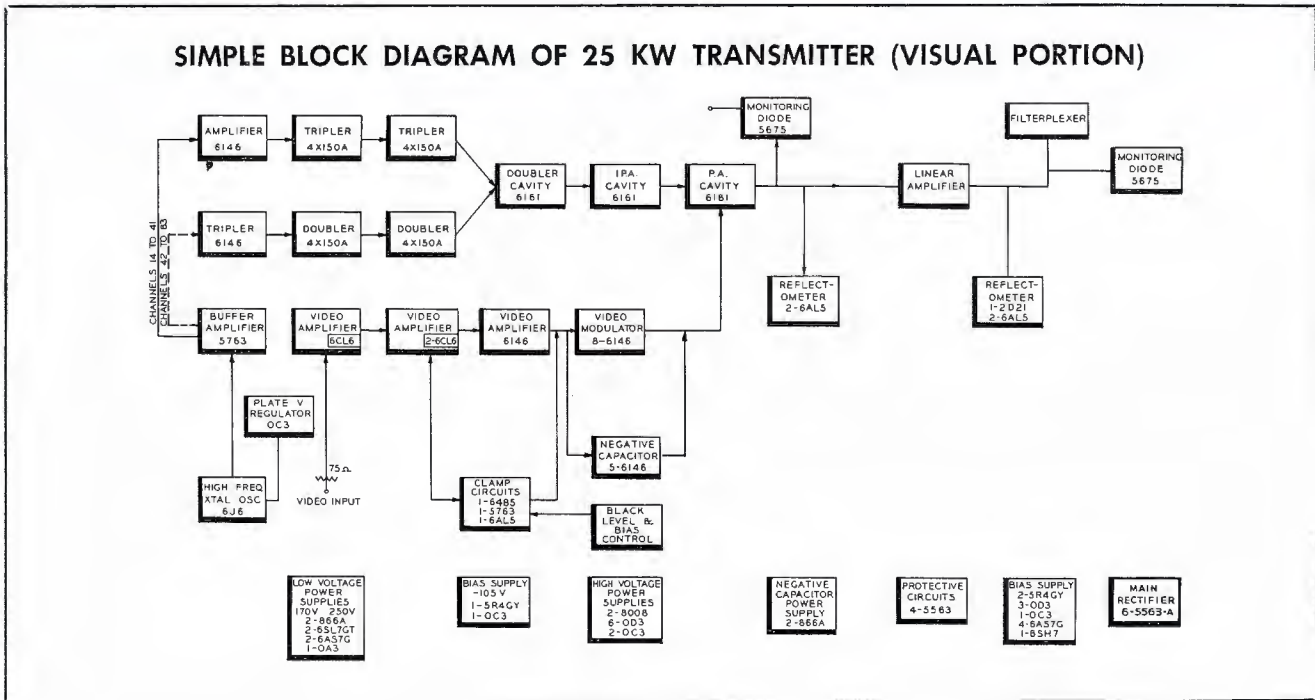 SIMPLE BLOCK DIAGRAM OF 25 KW TRANSMITTER (VISUAL PORTION)
AMPLIFIER
6146
TRIPLER
4X150A
TRIPLER
4X150A
DOUBLER
CAVITY
6161
I.P.A.
CAVITY
6161
P.A.
CAVITY
6181
MONITORING
DIODE
5675
LINEAR
AMPLIFIER
FILTERPLEXER
MONITORING
DIODE
5675
TRIPLER
6146
DOUBLER
4X150A
DOUBLER
4X150A
CHANNELS 14 TO 41
CHANNELS 42 TO 83
REFLECT-
OMETER
2-6AL5
REFLECT-
OMETER
1-2D21
2-6AL5
BUFFER
AMPLIFIER
5763
VIDEO
AMPLIFIER
6CL6
VIDEO
AMPLIFIER
2-6CL6
VIDEO
AMPLIFIER
6146
VIDEO
MODULATOR
8-6146
PLATE V
REGULATOR
OC3
HIGH FREQ
XTAL OSC
6J6
75Ω
VIDEO INPUT
CLAMP
CIRCUITS
1-6485
1-5763
1-6AL5
NEGATIVE
CAPACITOR
5-6146
BLACK
LEVEL &
BIAS
CONTROL
LOW VOLTAGE
POWER
SUPPLIES
170V 250V
2-866A
2-6SL7GT
2-6AS7G
1-OA3
BIAS SUPPLY
-105V
1-5R4GY
1-OC3
HIGH VOLTAGE
POWER
SUPPLIES
2-8008
6-OD3
2-OC3
NEGATIVE
CAPACITOR
POWER
SUPPLY
2-866A
PROTECTIVE
CIRCUITS
4-5563
BIAS SUPPLY
2-5R4GY
3-OD3
1-OC3
4-6AS7G
1-6SH7
MAIN
RECTIFIER
6-5563-A